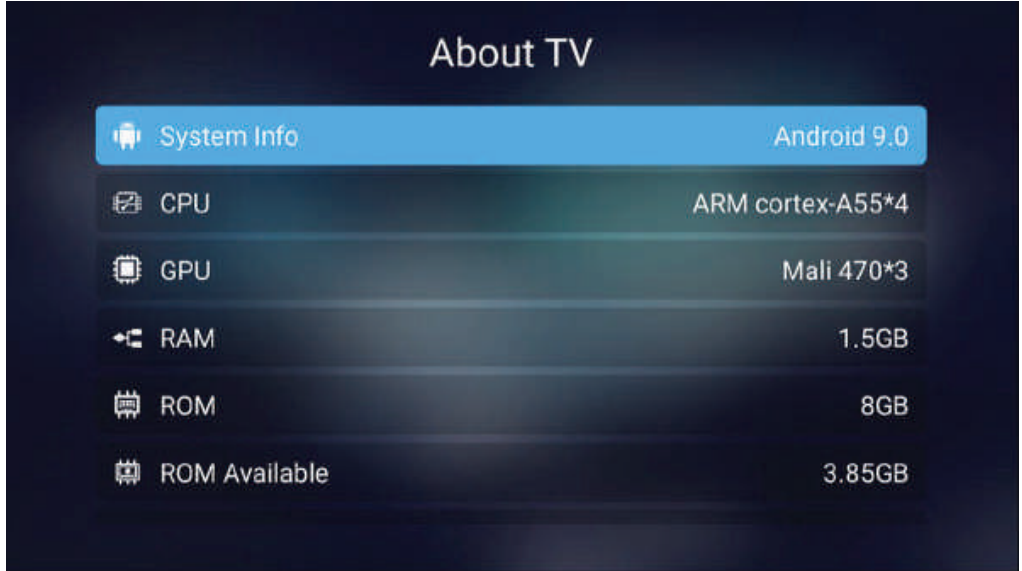 About TV
System Info Android 9.0
CPU ARM cortex-A55*4
GPU Mali 470*3
RAM 1.5GB
ROM 8GB
ROM Available 3.85GB